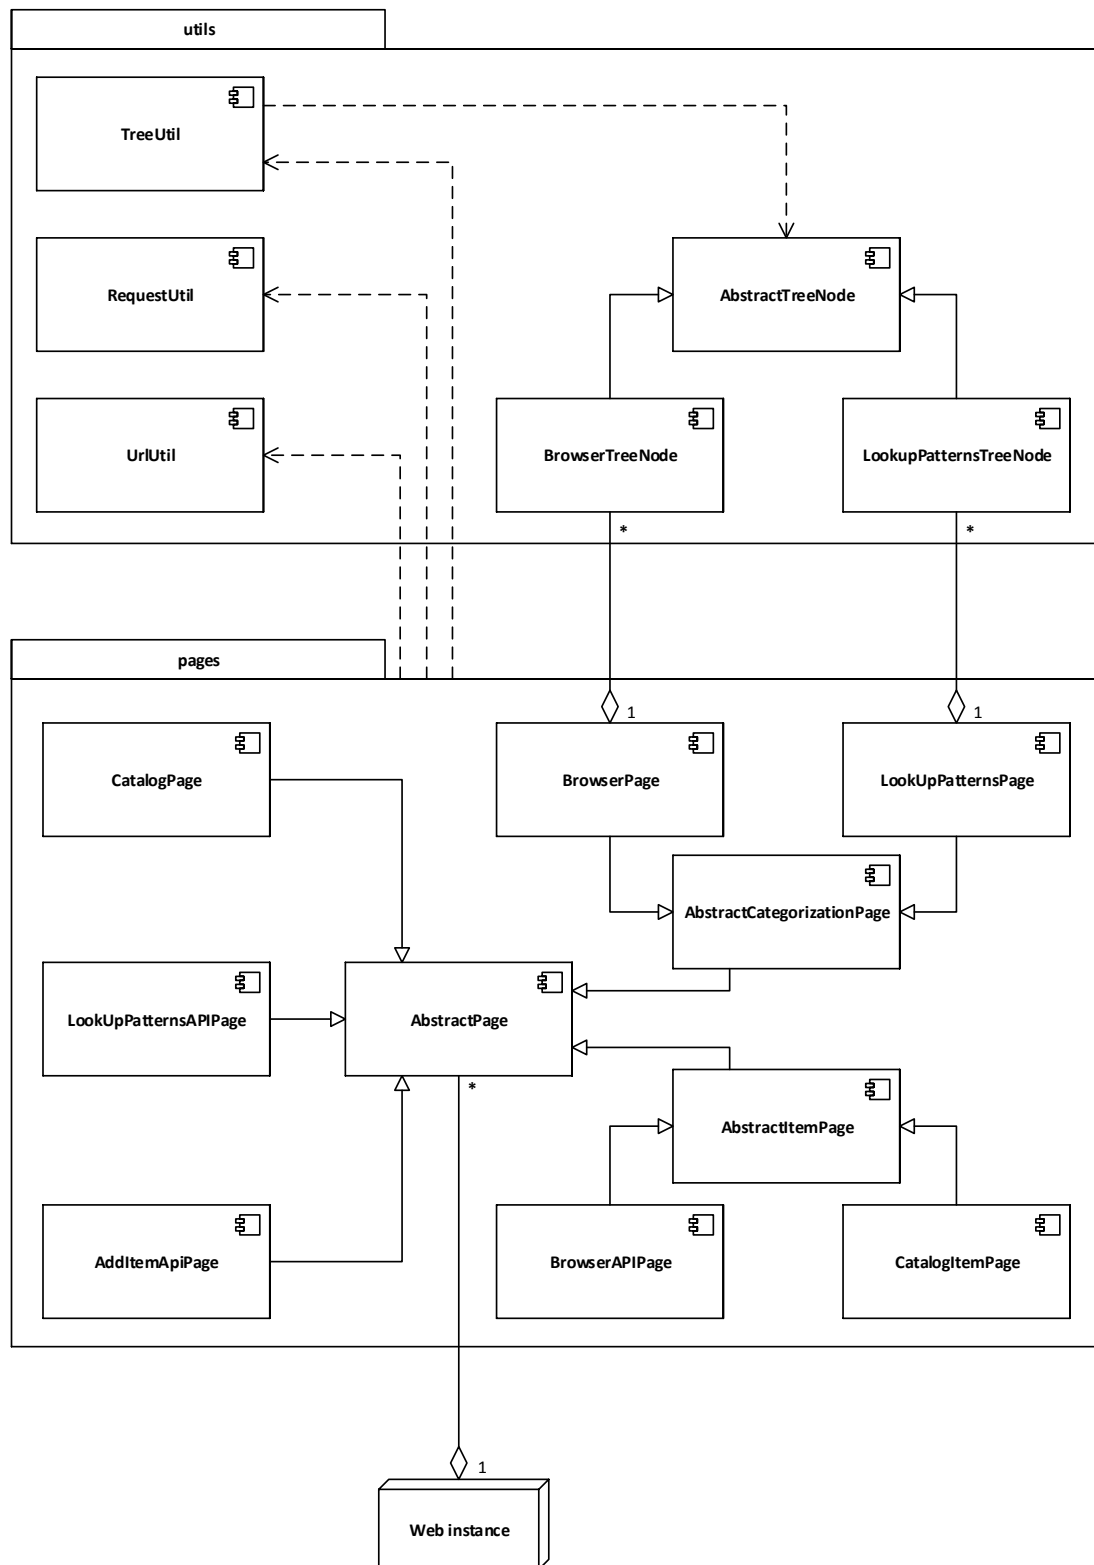 utils
TreeUtil
RequestUtil
AbstractTreeNode
UrlUtil
BrowserTreeNode
LookupPatternsTreeNode
*
*
pages
1
1
CatalogPage
BrowserPage
LookUpPatternsPage
AbstractCategorizationPage
LookUpPatternsAPIPage
AbstractPage
*
AbstractItemPage
AddItemApiPage
BrowserAPIPage
CatalogItemPage
1
Web instance